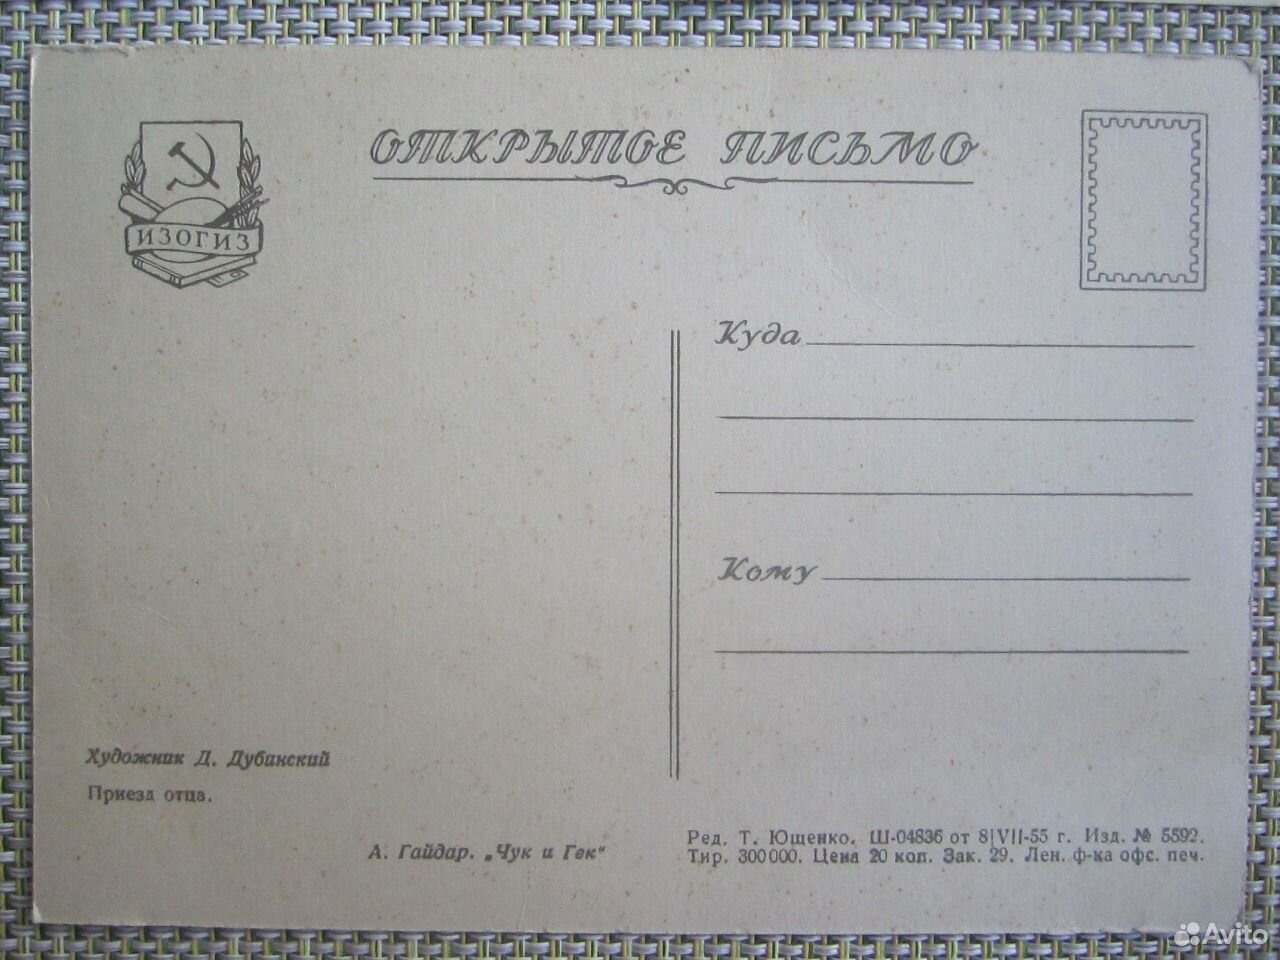 ОТКРЫТОЕ ПИСЬМО
ИЗОГИЗ
Куда
Кому
Художник Д. Дубинский
Приезд отца.
А. Гайдар. „Чук и Гек"
Ред. Т. Ющенко. Ш-04836 от 8|VII-55 г. Изд. № 5592.
Тир. 300000. Цена 20 коп. Зак. 29. Лен. ф-ка офс. печ.
Avito